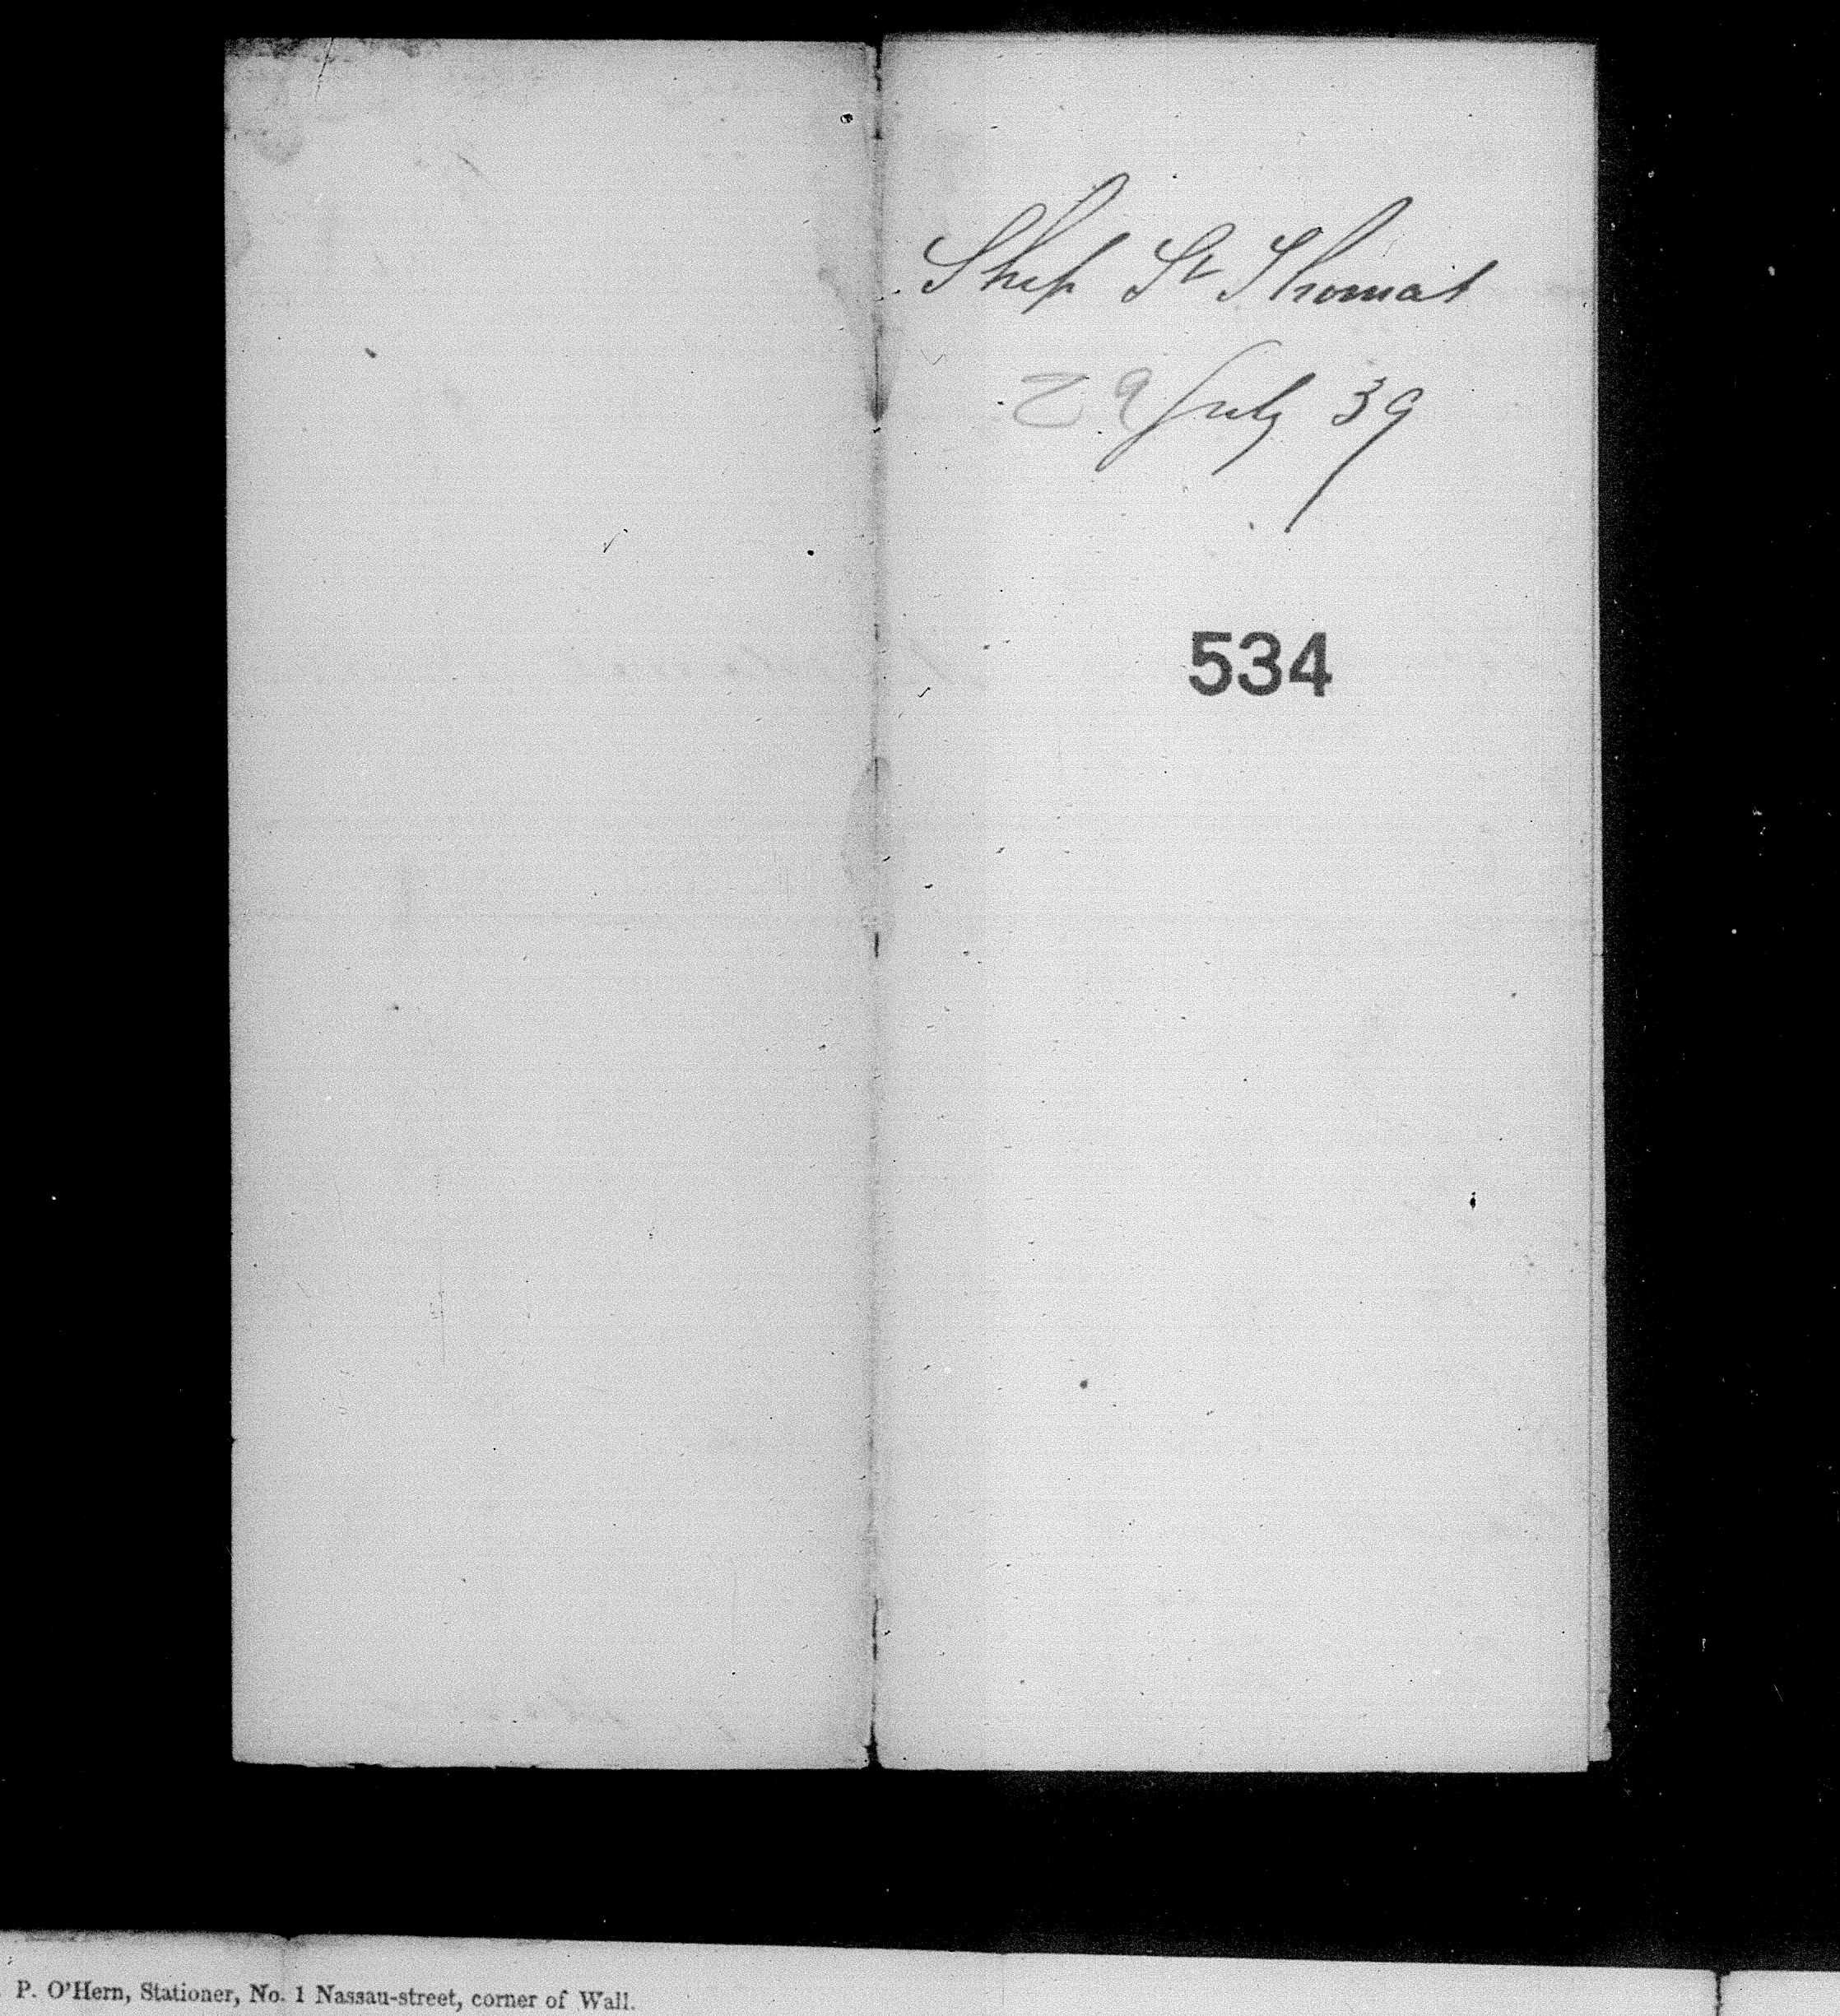 Ship St Thomas
29 July 39
534
P. O'Hern, Stationer, No. 1 Nassau-street, corner of Wall.